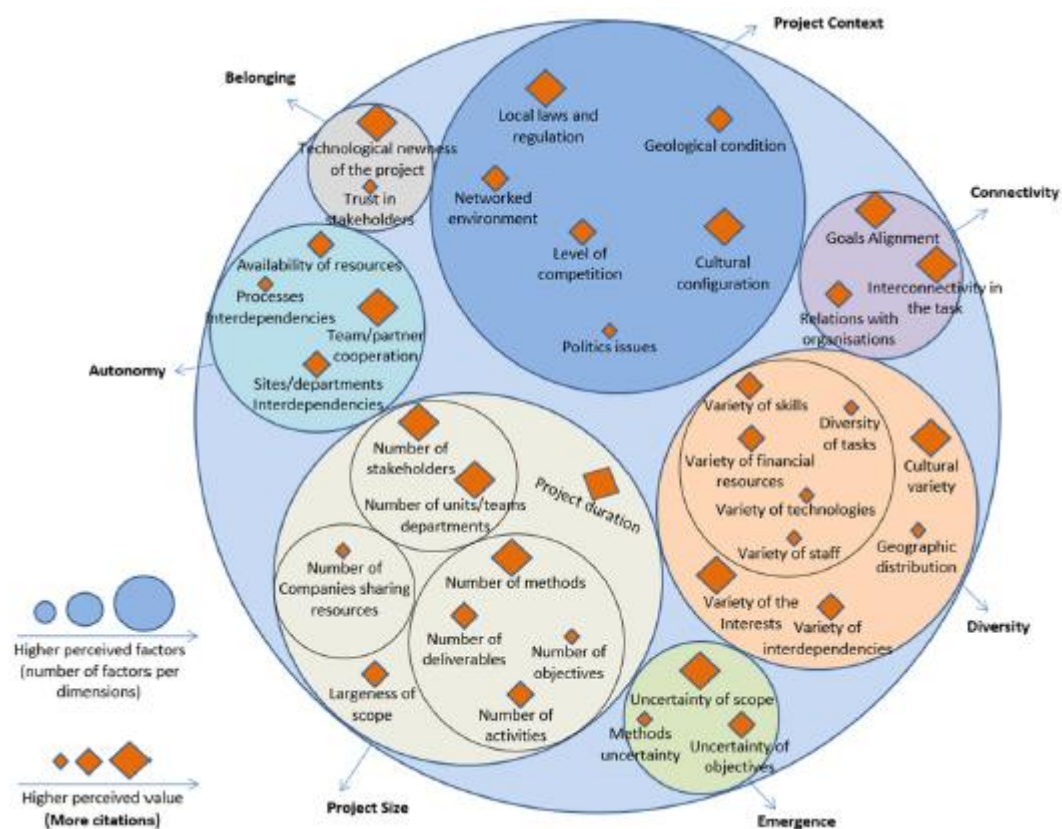 Project Context
Belonging
Local laws and
regulation
Geological condition
Technological newness
of the project
Trust in
stakeholders
Networked
environment
Connectivity
Goals Alignment
Level of
competition
Cultural
configuration
Interconnectivity in
the task
Relations with
organisations
Availability of resources
Processes
Interdependencies
Team/partner
cooperation
Politics issues
Autonomy
Sites/departments
Interdependencies
Variety of skills
Diversity
of tasks
Number of
stakeholders
Variety of financial
resources
Cultural
variety
Number of units/teams
departments
Project duration
Variety of technologies
Variety of staff
Geographic
distribution
Number of
Companies sharing
resources
Number of methods
Variety of the
Interests
Variety of
interdependencies
Diversity
Number of
deliverables
Number of
objectives
Higher perceived factors
(number of factors per
dimensions)
Largeness of
scope
Number of
activities
Uncertainty of scope
Methods
uncertainty
Uncertainty of
objectives
Higher perceived value
(More citations)
Project Size
Emergence